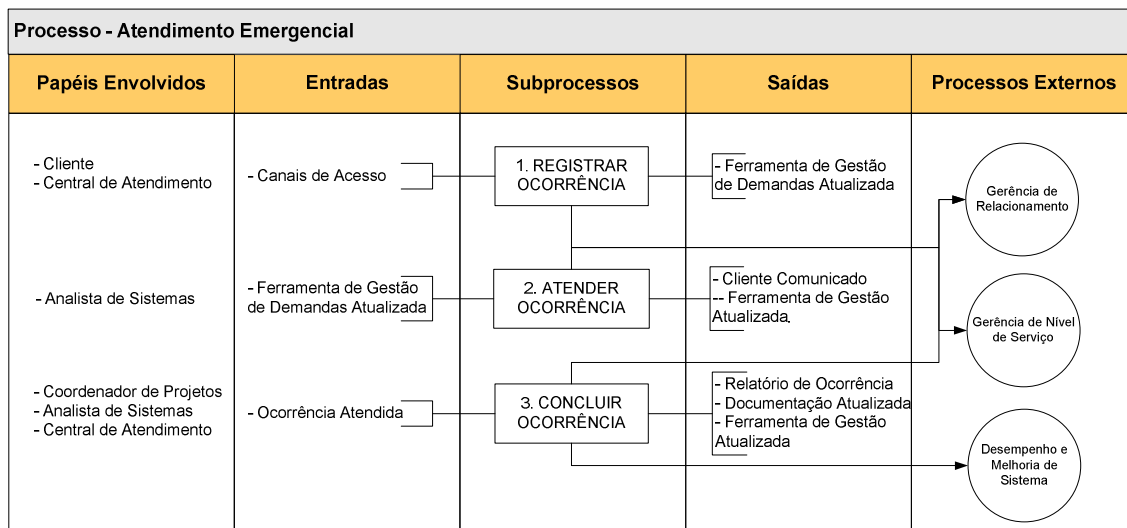 Processo - Atendimento Emergencial
Papéis Envolvidos
Entradas
Subprocessos
Saídas
Processos Externos
- Cliente
- Central de Atendimento
- Canais de Acesso
1. REGISTRAR
OCORRÊNCIA
- Ferramenta de Gestão
de Demandas Atualizada
Gerência de
Relacionamento
- Analista de Sistemas
- Ferramenta de Gestão
de Demandas Atualizada
2. ATENDER
OCORRÊNCIA
- Cliente Comunicado
-- Ferramenta de Gestão
Atualizada.
Gerência de Nível
de Serviço
- Coordenador de Projetos
- Analista de Sistemas
- Central de Atendimento
- Ocorrência Atendida
3. CONCLUIR
OCORRÊNCIA
- Relatório de Ocorrência
- Documentação Atualizada
- Ferramenta de Gestão
Atualizada
Desempenho e
Melhoria de
Sistema